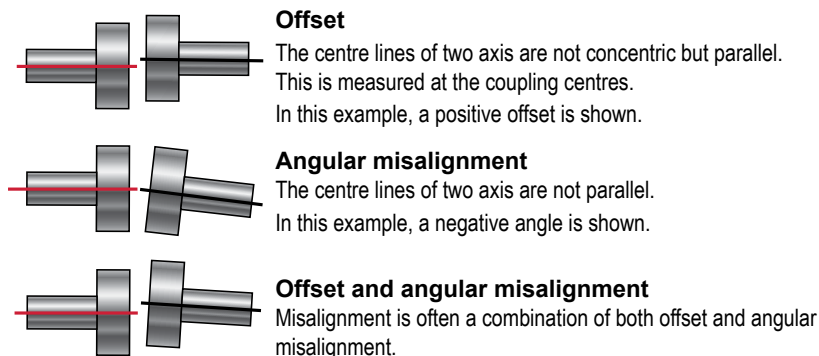 Offset
The centre lines of two axis are not concentric but parallel.
This is measured at the coupling centres.
In this example, a positive offset is shown.
Angular misalignment
The centre lines of two axis are not parallel.
In this example, a negative angle is shown.
Offset and angular misalignment
Misalignment is often a combination of both offset and angular
misalignment.